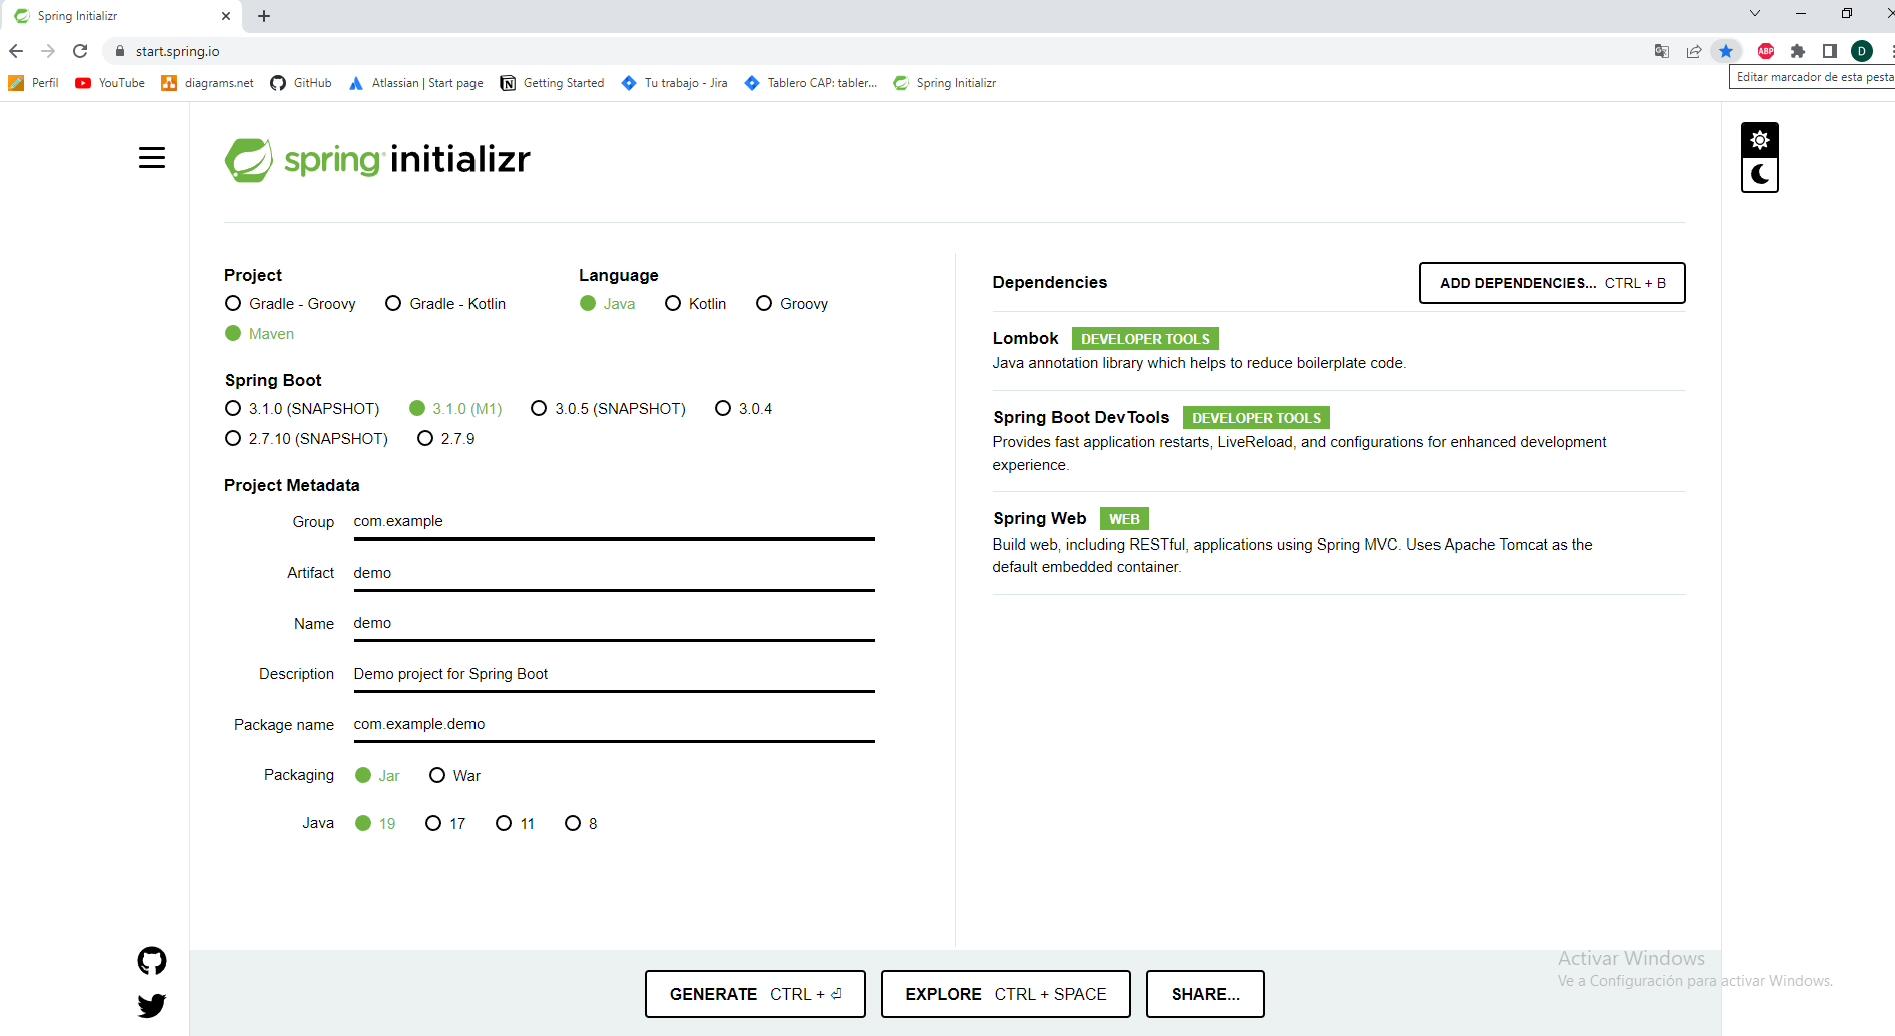 Spring Initializr
start.spring.io
ABP
D
Perfil YouTube diagrams.net GitHub Atlassian | Start page Getting Started Tu trabajo - Jira Tablero CAP: tabler... Spring Initializr
Editar marcador de esta pesta
spring initializr
Project
Gradle - Groovy Gradle - Kotlin
Maven
Language
Java Kotlin Groovy
Spring Boot
3.1.0 (SNAPSHOT) 3.1.0 (M1) 3.0.5 (SNAPSHOT) 3.0.4
2.7.10 (SNAPSHOT) 2.7.9
Project Metadata
Group com.example
Artifact demo
Name demo
Description Demo project for Spring Boot
Package name com.example.demo
Packaging Jar War
Java 19 17 11 8
Dependencies ADD DEPENDENCIES... CTRL + B
Lombok DEVELOPER TOOLS
Java annotation library which helps to reduce boilerplate code.
Spring Boot DevTools DEVELOPER TOOLS
Provides fast application restarts, LiveReload, and configurations for enhanced development
experience.
Spring Web WEB
Build web, including RESTful, applications using Spring MVC. Uses Apache Tomcat as the
default embedded container.
GENERATE CTRL + ⏎ EXPLORE CTRL + SPACE SHARE...
Activar Windows
Ve a Configuración para activar Windows.